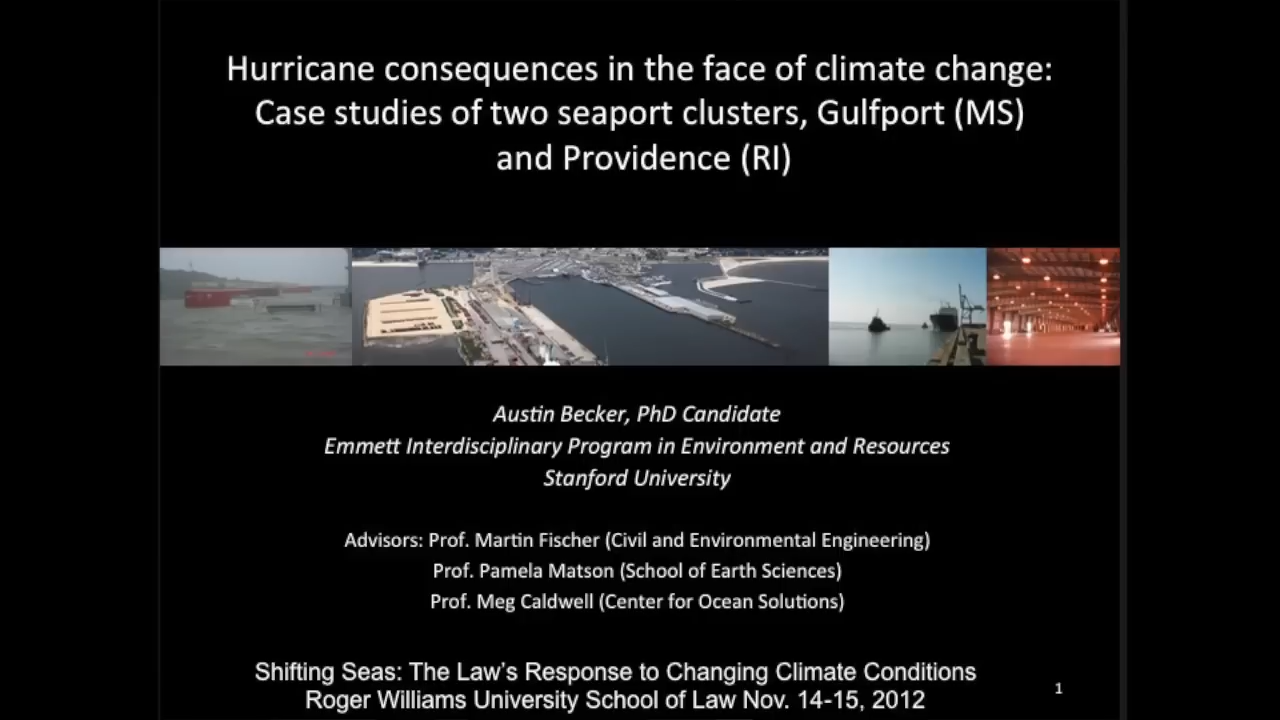 Hurricane consequences in the face of climate change:
Case studies of two seaport clusters, Gulfport (MS)
and Providence (RI)
Austin Becker, PhD Candidate
Emmett Interdisciplinary Program in Environment and Resources
Stanford University
Advisors: Prof. Martin Fischer (Civil and Environmental Engineering)
Prof. Pamela Matson (School of Earth Sciences)
Prof. Meg Caldwell (Center for Ocean Solutions)
Shifting Seas: The Law's Response to Changing Climate Conditions
Roger Williams University School of Law Nov. 14-15, 2012
1